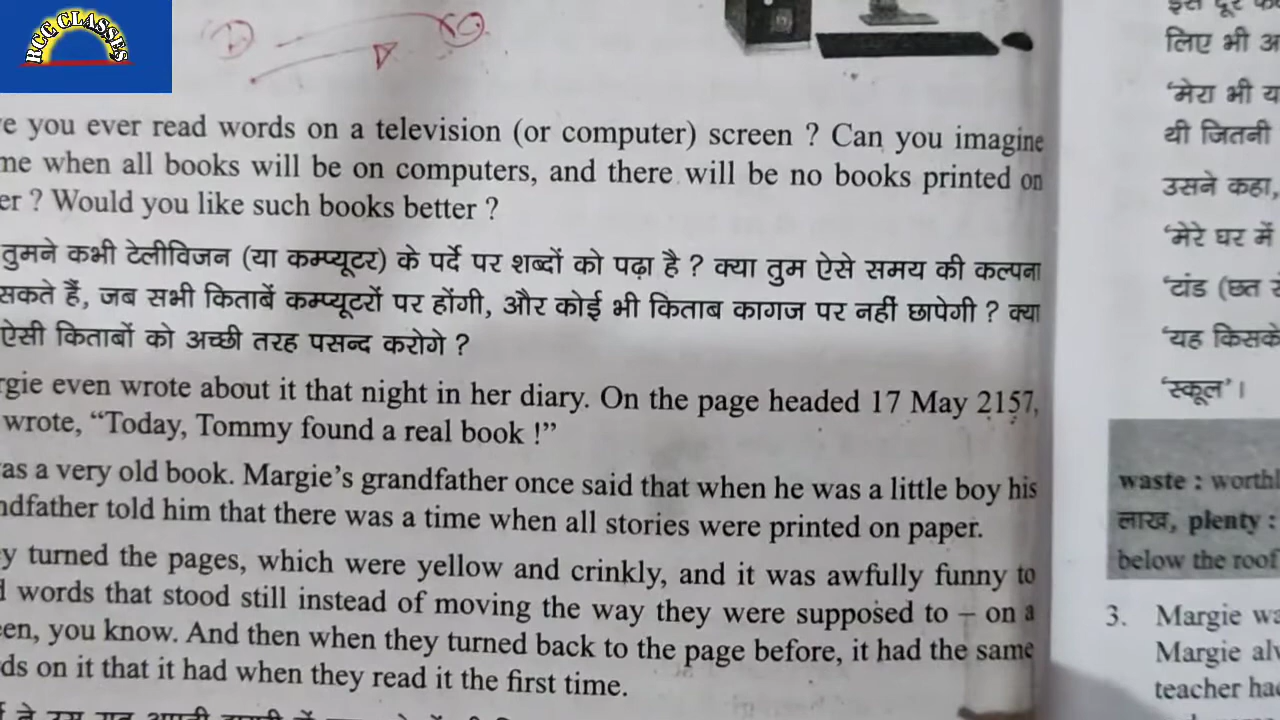 BCC CLASSES
e you ever read words on a television (or computer) screen ? Can you imagine
me when all books will be on computers, and there will be no books printed on
er ? Would you like such books better ?
तुमने कभी टेलीविजन (या कम्प्यूटर) के पर्दे पर शब्दों को पढ़ा है ? क्या तुम ऐसे समय की कल्पना
सकते हैं, जब सभी किताबें कम्प्यूटरों पर होंगी, और कोई भी किताब कागज पर नहीं छापेगी ? क्या
ऐसी किताबों को अच्छी तरह पसन्द करोगे ?
rgie even wrote about it that night in her diary. On the page headed 17 May 2157,
wrote, “Today, Tommy found a real book !”
as a very old book. Margie’s grandfather once said that when he was a little boy his
ndfather told him that there was a time when all stories were printed on paper.
y turned the pages, which were yellow and crinkly, and it was awfully funny to
d words that stood still instead of moving the way they were supposed to – on a
een, you know. And then when they turned back to the page before, it had the same
ds on it that it had when they read it the first time.
इस दूर
लिए भी अ
‘मेरा भी य
थी जितनी
उसने कहा,
‘मेरे घर में
‘टांड (छत
‘यह किसके
‘स्कूल’।
waste : worthl
लाख, plenty :
below the roof
3. Margie wa
Margie alw
teacher had